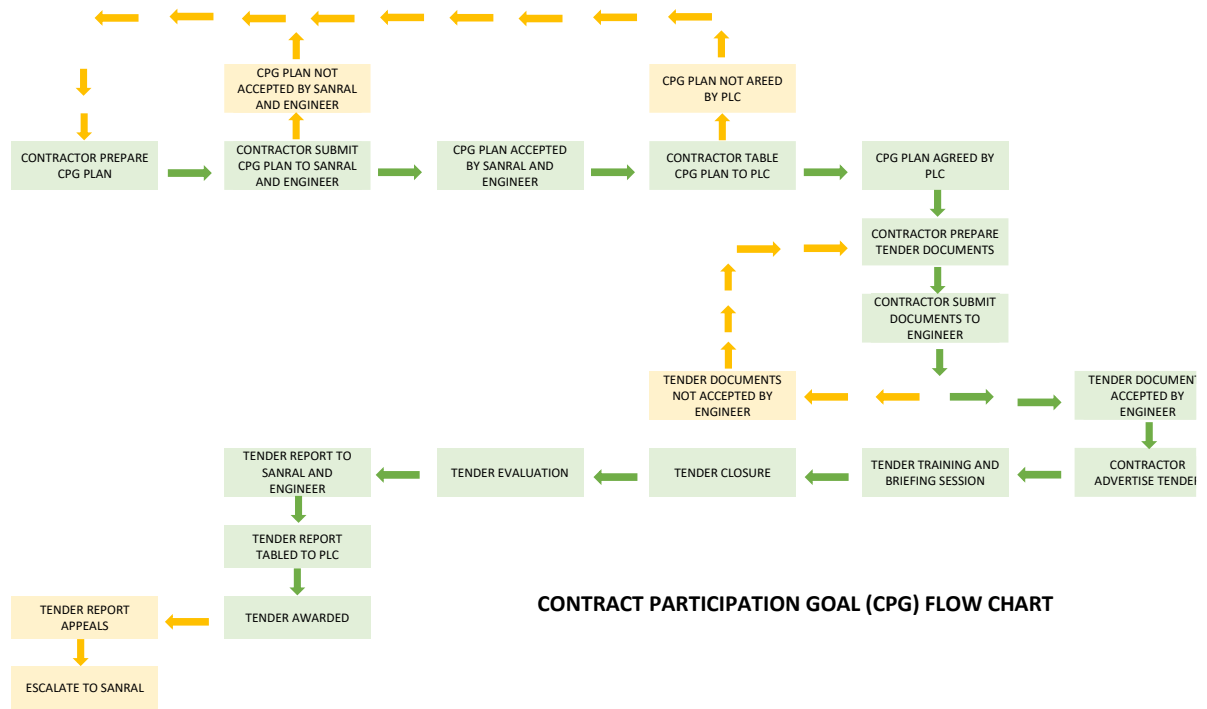 CPG PLAN NOT
ACCEPTED BY SANRAL
AND ENGINEER
CPG PLAN NOT AREED
BY PLC
CONTRACTOR PREPARE
CPG PLAN
CONTRACTOR SUBMIT
CPG PLAN TO SANRAL
AND ENGINEER
CPG PLAN ACCEPTED
BY SANRAL AND
ENGINEER
CONTRACTOR TABLE
CPG PLAN TO PLC
CPG PLAN AGREED BY
PLC
CONTRACTOR PREPARE
TENDER DOCUMENTS
CONTRACTOR SUBMIT
DOCUMENTS TO
ENGINEER
TENDER DOCUMENTS
NOT ACCEPTED BY
ENGINEER
TENDER DOCUMENT
ACCEPTED BY
ENGINEER
CONTRACTOR
ADVERTISE TENDER
TENDER TRAINING AND
BRIEFING SESSION
TENDER CLOSURE
TENDER EVALUATION
TENDER REPORT TO
SANRAL AND
ENGINEER
TENDER REPORT
TABLED TO PLC
TENDER AWARDED
TENDER REPORT
APPEALS
ESCALATE TO SANRAL
CONTRACT PARTICIPATION GOAL (CPG) FLOW CHART